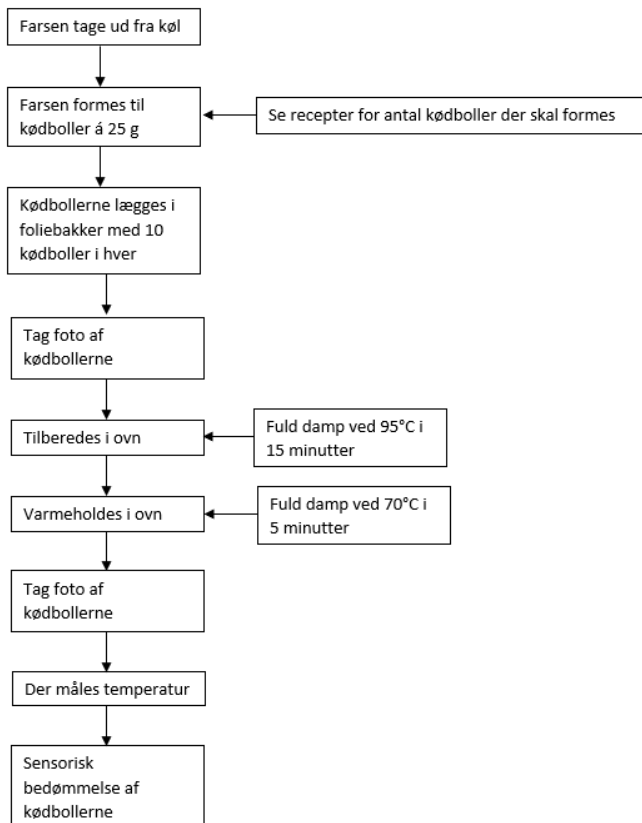 Farsen tage ud fra køl
Farsen formes til
kødboller á 25 g
Se recepter for antal kødboller der skal formes
Kødbollerne lægges i
foliebakker med 10
kødboller i hver
Tag foto af
kødbollerne
Tilberedes i ovn
Fuld damp ved 95°C i
15 minutter
Varmeholdes i ovn
Fuld damp ved 70°C i
5 minutter
Tag foto af
kødbollerne
Der måles temperatur
Sensorisk
bedømmelse af
kødbollerne